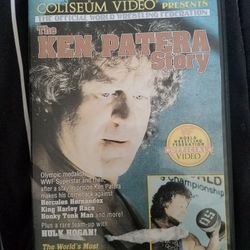 COLISEUM VIDEO PRESENTS
THE OFFICIAL WORLD WRESTLING FEDERATION
The
KEN PATERA
Story
WORLD
WRESTLING
FEDERATION
OFFICIAL
VIDEO
Olympic medalist,
WWF Superstar and then
after a stay in prison Ken Patera
makes his comeback against
Hercules Hernandez
King Harley Race
Honky Tonk Man and more!
Plus a rare team-up with
HULK HOGAN!
The World's Most